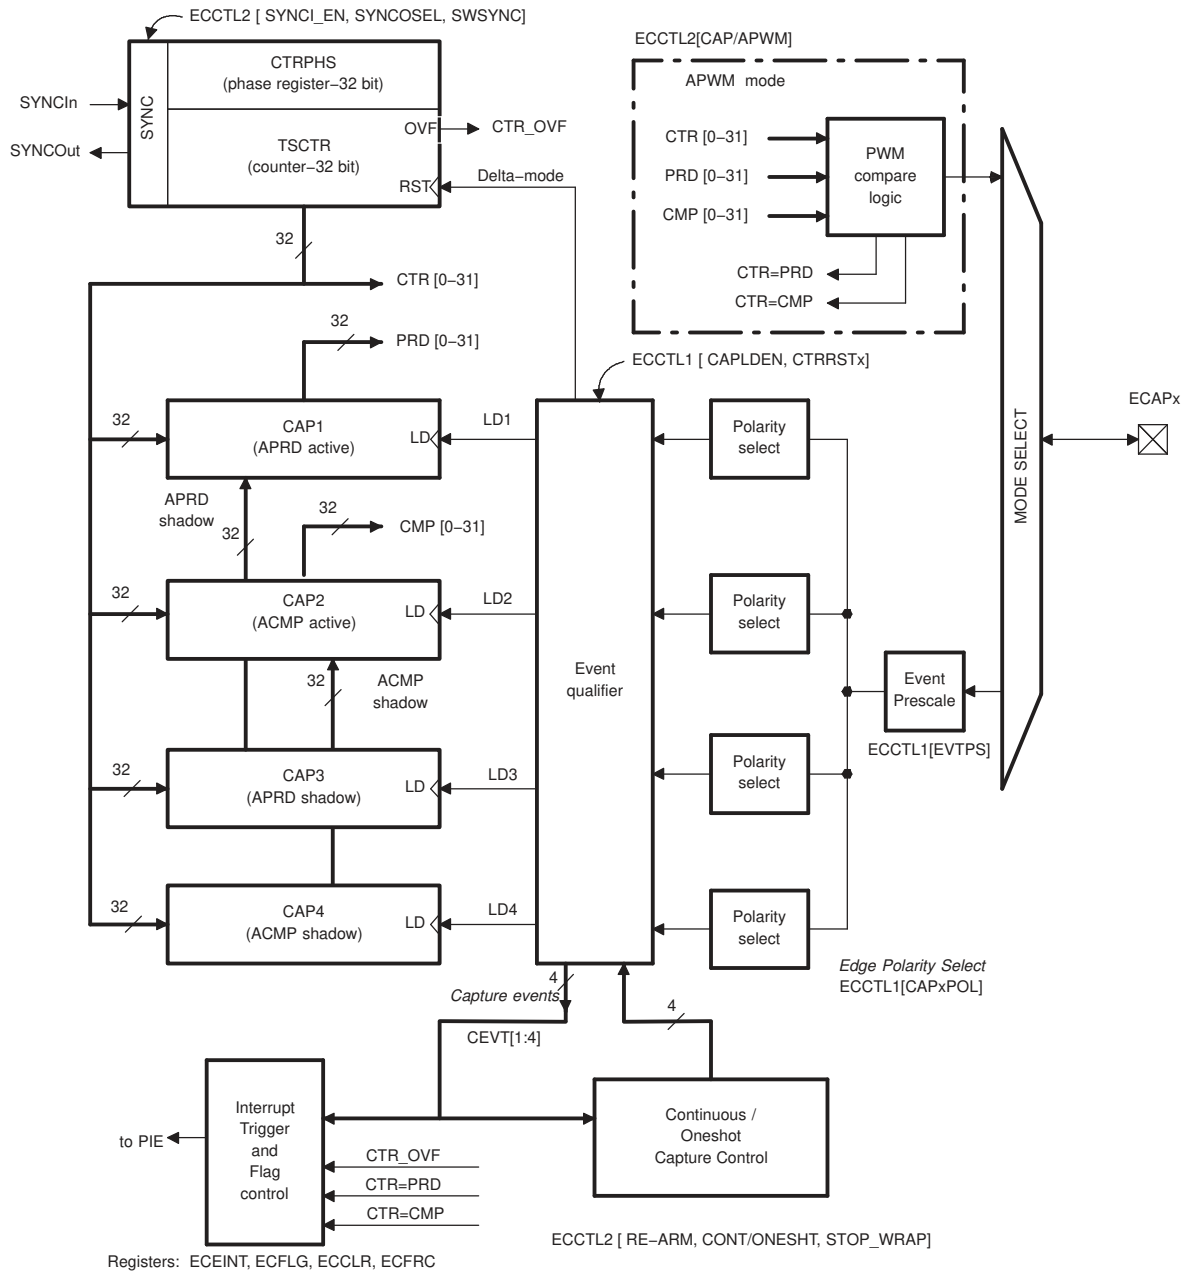 ECCTL2 [ SYNCI_EN, SYNCOSEL, SWSYNC]
SYNCIn
SYNCOut
SYNC
CTRPHS
(phase register−32 bit)
TSCTR
(counter−32 bit)
OVF
RST
CTR_OVF
Delta−mode
32
CTR [0−31]
32
PRD [0−31]
ECCTL2[CAP/APWM]
APWM mode
CTR [0−31]
PRD [0−31]
CMP [0−31]
PWM
compare
logic
CTR=PRD
CTR=CMP
ECCTL1 [ CAPLDEN, CTRRSTx]
MODE SELECT
ECAPx
32
CAP1
(APRD active)
LD
LD1
Polarity
select
APRD
shadow
32
32
CMP [0−31]
32
CAP2
(ACMP active)
LD
LD2
Polarity
select
32
ACMP
shadow
Event
qualifier
Event
Prescale
ECCTL1[EVTPS]
32
CAP3
(APRD shadow)
LD
LD3
Polarity
select
32
CAP4
(ACMP shadow)
LD
LD4
Polarity
select
Edge Polarity Select
ECCTL1[CAPxPOL]
4
Capture events
CEVT[1:4]
4
Interrupt
Trigger
and
Flag
control
to PIE
CTR_OVF
CTR=PRD
CTR=CMP
Continuous /
Oneshot
Capture Control
ECCTL2 [ RE−ARM, CONT/ONESHT, STOP_WRAP]
Registers: ECEINT, ECFLG, ECCLR, ECFRC